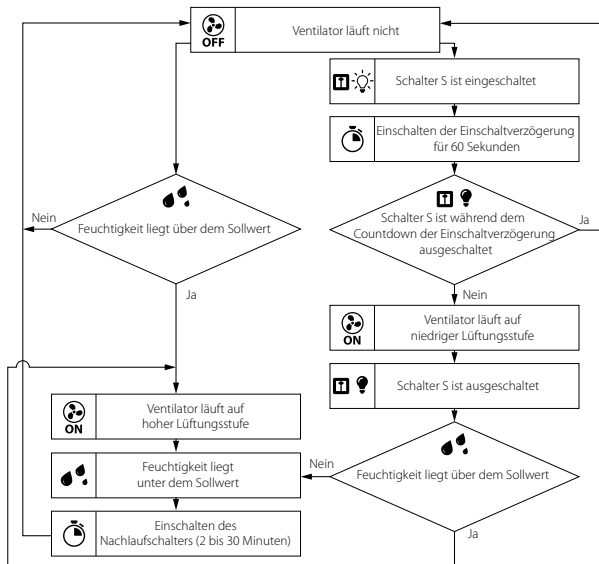 OFF
Ventilator läuft nicht
Schalter S ist eingeschaltet
Einschalten der Einschaltverzögerung
für 60 Sekunden
Nein
Feuchtigkeit liegt über dem Sollwert
Ja
Schalter S ist während dem
Countdown der Einschaltverzögerung
ausgeschaltet
Ja
Nein
ON
Ventilator läuft auf
niedriger Lüftungsstufe
Schalter S ist ausgeschaltet
ON
Ventilator läuft auf
hoher Lüftungsstufe
Feuchtigkeit liegt
unter dem Sollwert
Nein
Feuchtigkeit liegt über dem Sollwert
Ja
Einschalten des
Nachlaufschalters (2 bis 30 Minuten)